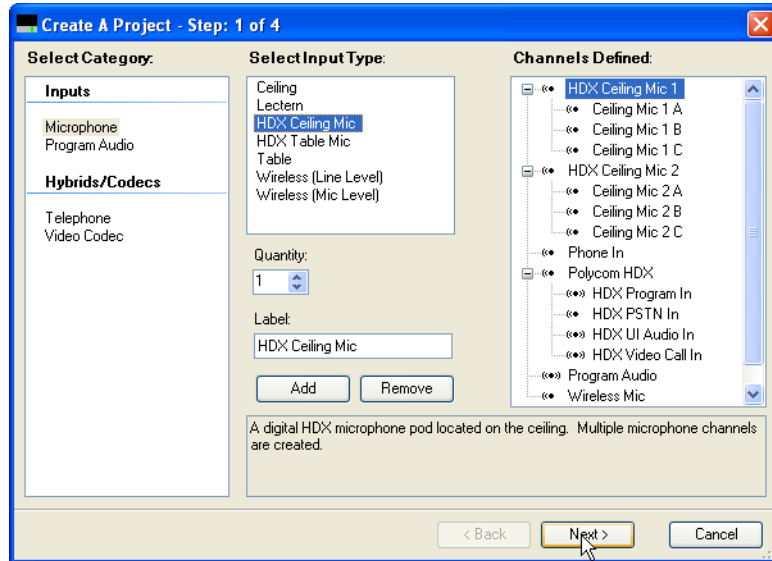 Create A Project - Step: 1 of 4
Select Category:
Inputs
Microphone
Program Audio
Hybrids/Codecs
Telephone
Video Codec
Select Input Type:
Ceiling
Lectern
HDX Ceiling Mic
HDX Table Mic
Table
Wireless (Line Level)
Wireless (Mic Level)
Quantity:
1
Label:
HDX Ceiling Mic
Add
Remove
Channels Defined:
HDX Ceiling Mic 1
Ceiling Mic 1 A
Ceiling Mic 1 B
Ceiling Mic 1 C
HDX Ceiling Mic 2
Ceiling Mic 2 A
Ceiling Mic 2 B
Ceiling Mic 2 C
Phone In
Polycom HDX
HDX Program In
HDX PSTN In
HDX UI Audio In
HDX Video Call In
Program Audio
Wireless Mic
A digital HDX microphone pod located on the ceiling. Multiple microphone channels
are created.
< Back
Next >
Cancel